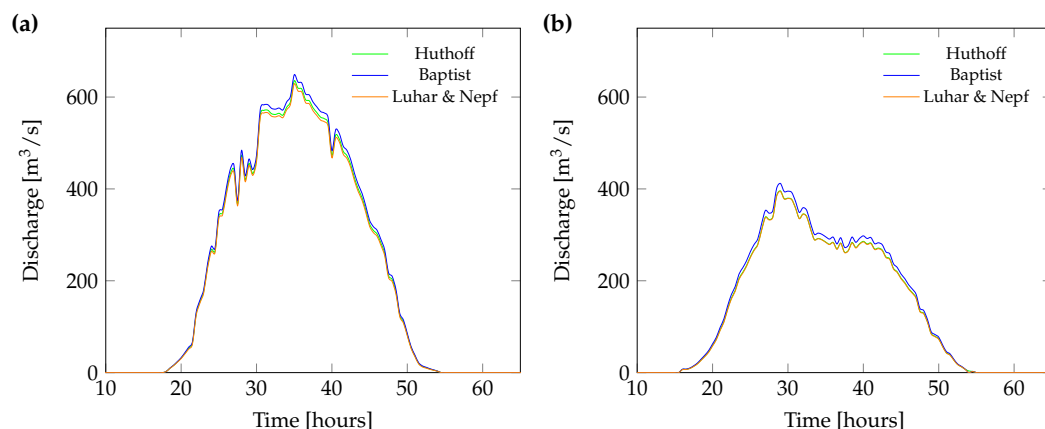 (a)
Huthoff
Baptist
Luhar & Nepf
600
400
200
0
Discharge [m³/s]
10 20 30 40 50 60
Time [hours]
(b)
Huthoff
Baptist
Luhar & Nepf
600
400
200
0
Discharge [m³/s]
10 20 30 40 50 60
Time [hours]